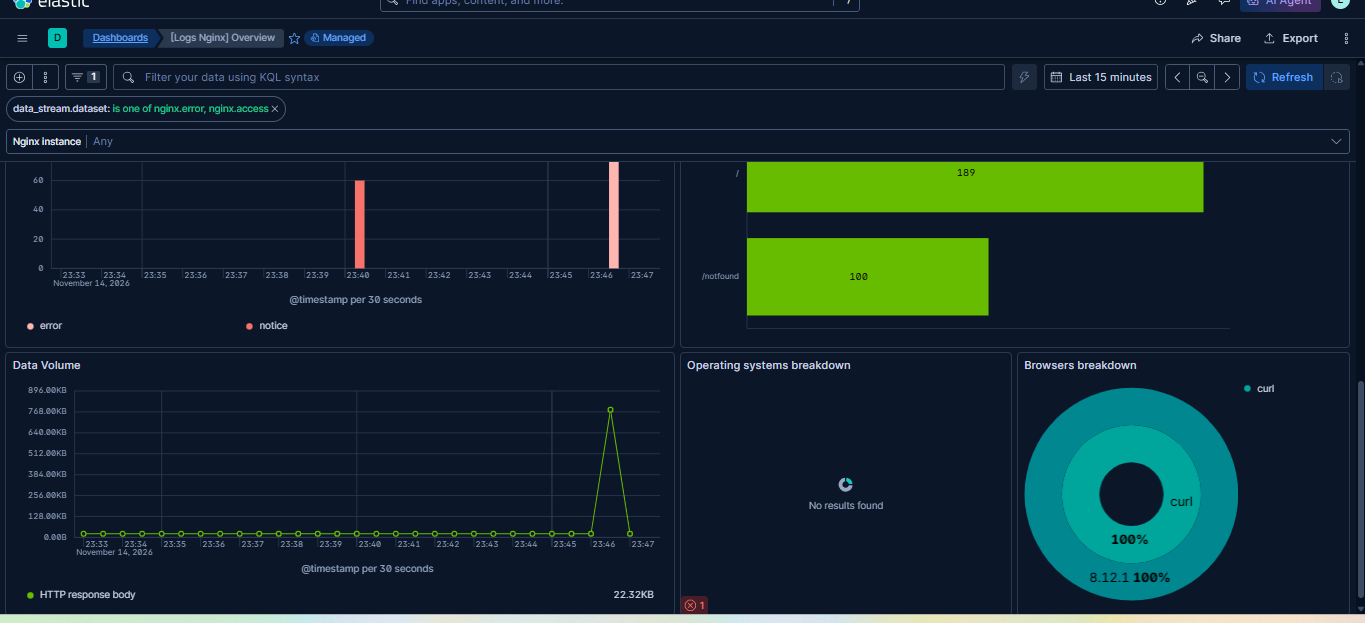 elastic
Find apps, content, and more. /
AI Agent
D Dashboards [Logs Nginx] Overview Managed Share Export
1 Filter your data using KQL syntax Last 15 minutes Refresh
data_stream.dataset: is one of nginx.error, nginx.access ×
Nginx instance Any
60
40
20
0
23:33 23:34 23:35 23:36 23:37 23:38 23:39 23:40 23:41 23:42 23:43 23:44 23:45 23:46 23:47
November 14, 2026
@timestamp per 30 seconds
error notice
/ 189
/notfound 100
Data Volume
896.00KB
768.00KB
640.00KB
512.00KB
384.00KB
256.00KB
128.00KB
0.00B
23:33 23:34 23:35 23:36 23:37 23:38 23:39 23:40 23:41 23:42 23:43 23:44 23:45 23:46 23:47
November 14, 2026
@timestamp per 30 seconds
HTTP response body 22.32KB
Operating systems breakdown
No results found
1
Browsers breakdown
curl
curl
100%
8.12.1 100%